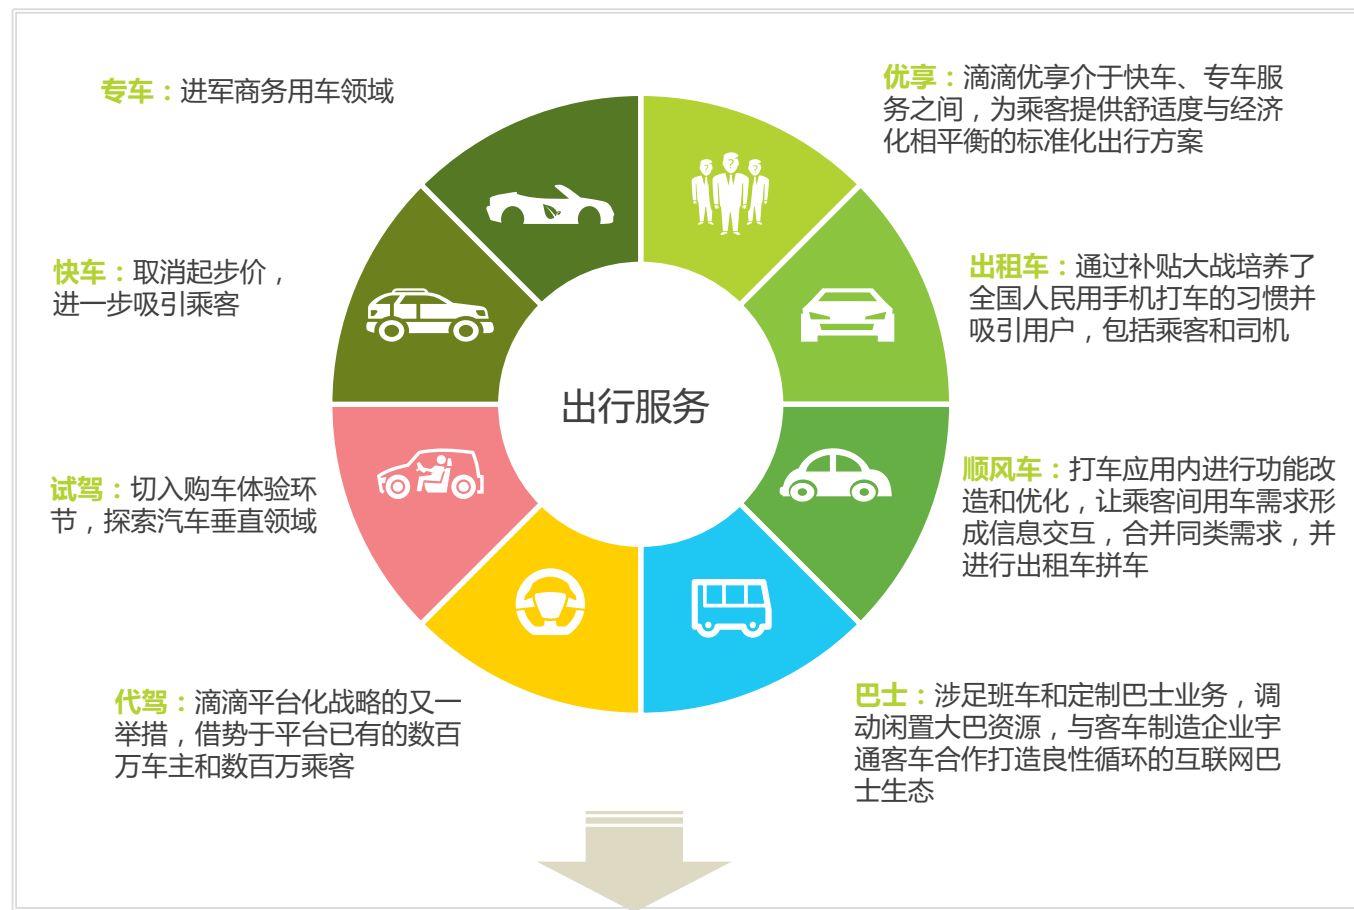 专车：进军商务用车领域
优享：滴滴优享介于快车、专车服
务之间，为乘客提供舒适度与经济
化相平衡的标准化出行方案
快车：取消起步价，
进一步吸引乘客
出租车：通过补贴大战培养了
全国人民用手机打车的习惯并
吸引用户，包括乘客和司机
出行服务
试驾：切入购车体验环
节，探索汽车垂直领域
顺风车：打车应用内进行功能改
造和优化，让乘客间用车需求形
成信息交互，合并同类需求，并
进行出租车拼车
代驾：滴滴平台化战略的又一
举措，借势于平台已有的数百
万车主和数百万乘客
巴士：涉足班车和定制巴士业务，调
动闲置大巴资源，与客车制造企业宇
通客车合作打造良性循环的互联网巴
士生态